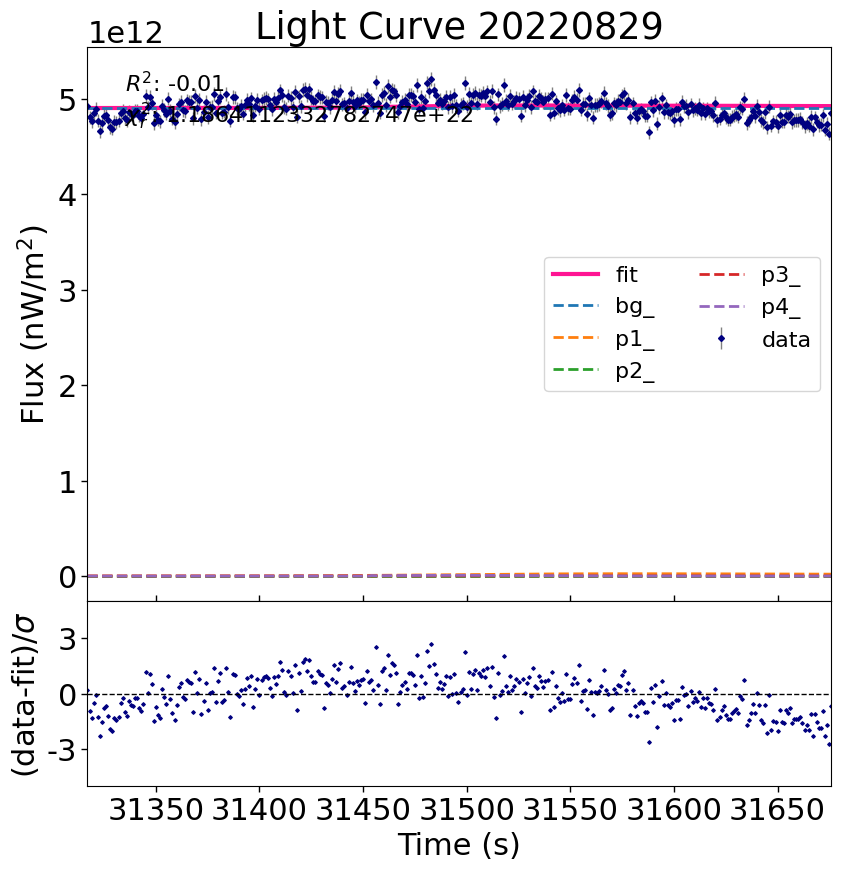 Light Curve 20220829
1e12
R²: -0.01
5
4
3
2
1
0
Flux (nW/m²)
fit
bg_
p1_
p2_
p3_
p4_
data
3
0
-3
(data-fit)/σ
31350 31400 31450 31500 31550 31600 31650
Time (s)